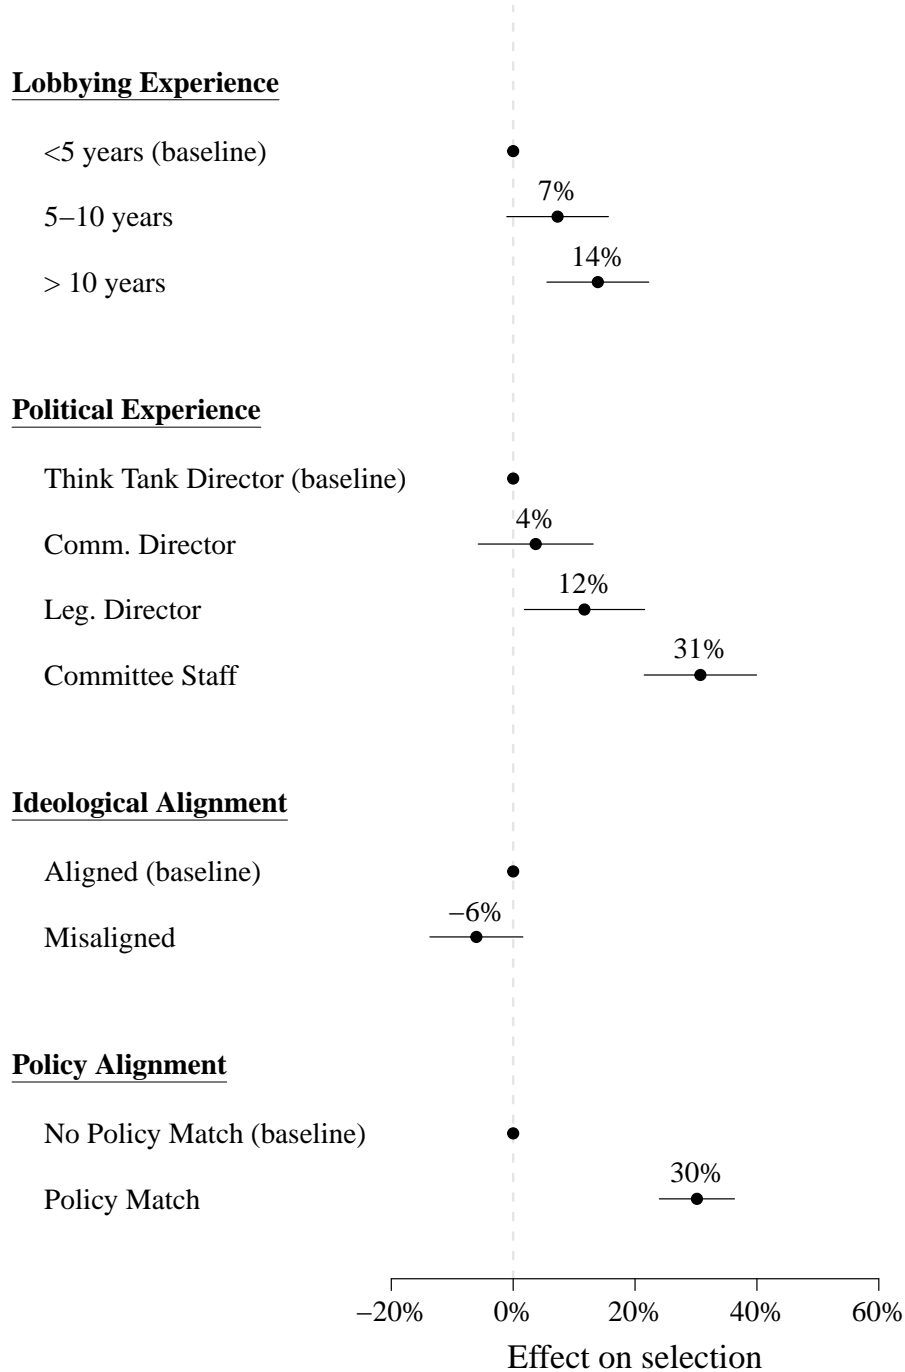 Lobbying Experience
<5 years (baseline)
7%
5–10 years
14%
> 10 years
Political Experience
Think Tank Director (baseline)
4%
Comm. Director
12%
Leg. Director
31%
Committee Staff
Ideological Alignment
Aligned (baseline)
−6%
Misaligned
Policy Alignment
No Policy Match (baseline)
30%
Policy Match
−20% 0% 20% 40% 60%
Effect on selection